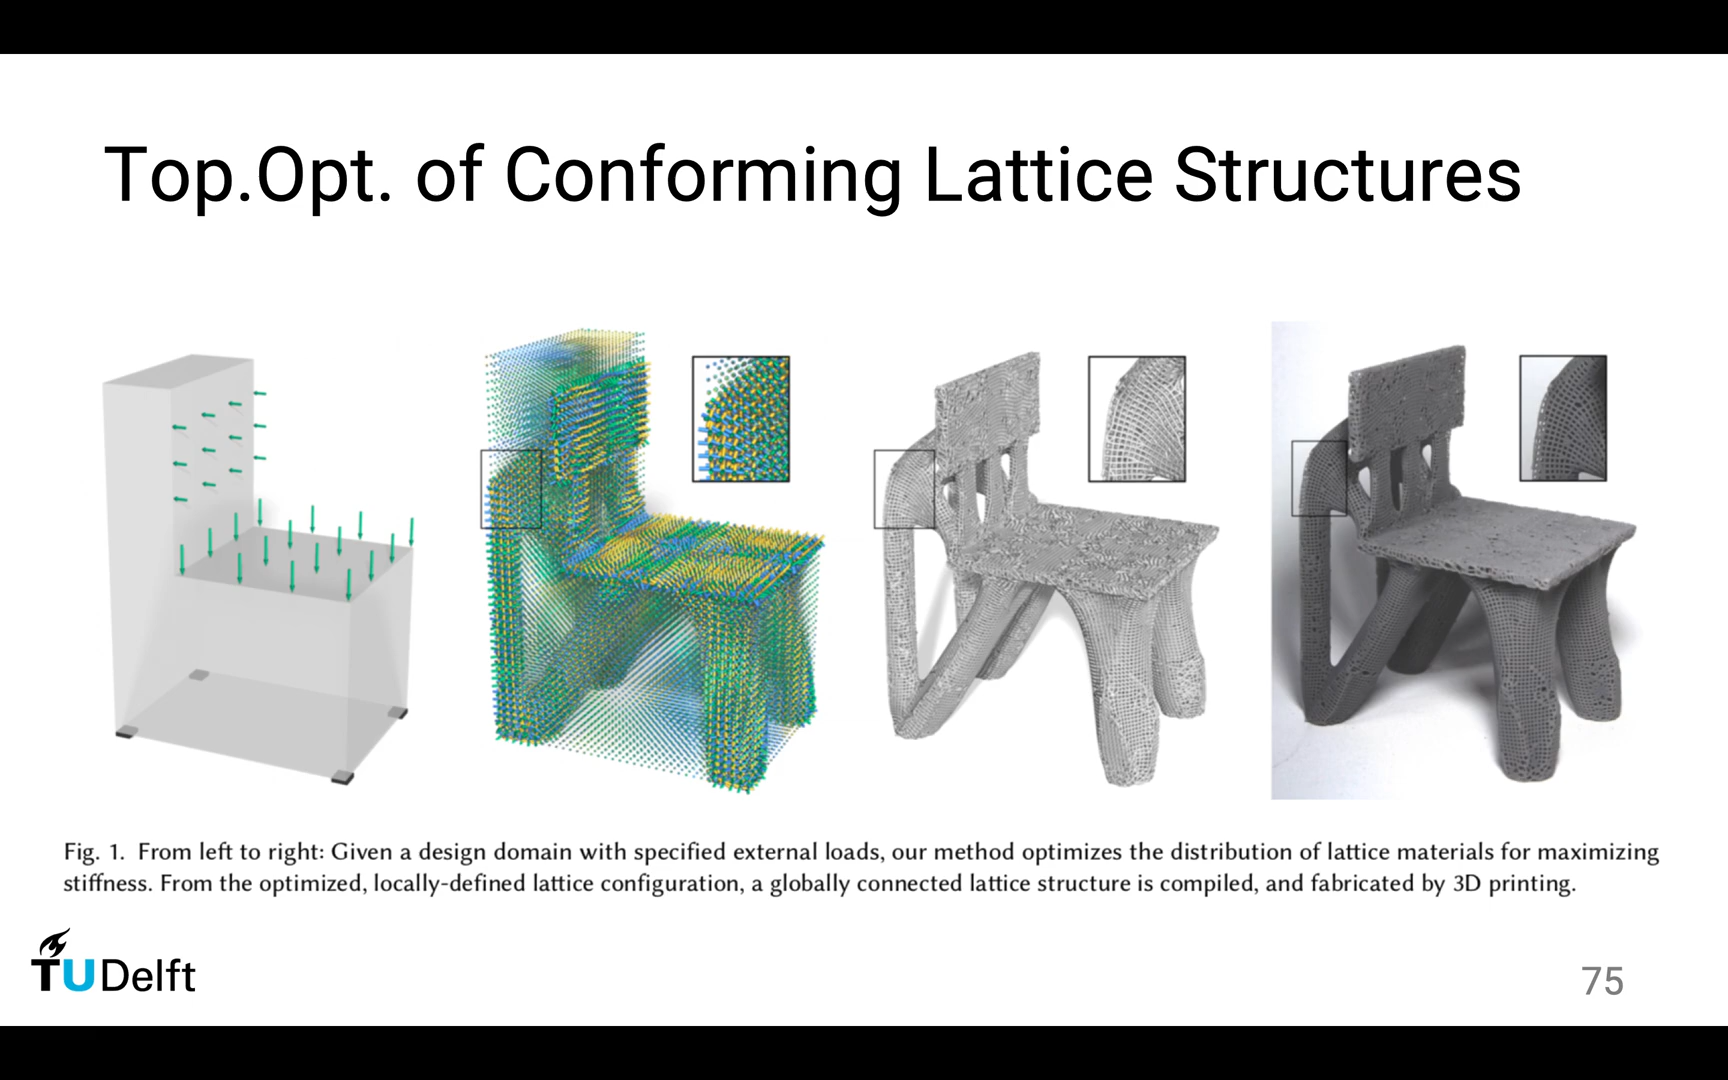 Top.Opt. of Conforming Lattice Structures
Fig. 1. From left to right: Given a design domain with specified external loads, our method optimizes the distribution of lattice materials for maximizing
stiffness. From the optimized, locally-defined lattice configuration, a globally connected lattice structure is compiled, and fabricated by 3D printing.
TUDelft
75